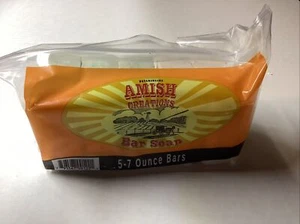 AMISH
CREATIONS
Bar Soap
5-7 Ounce Bars